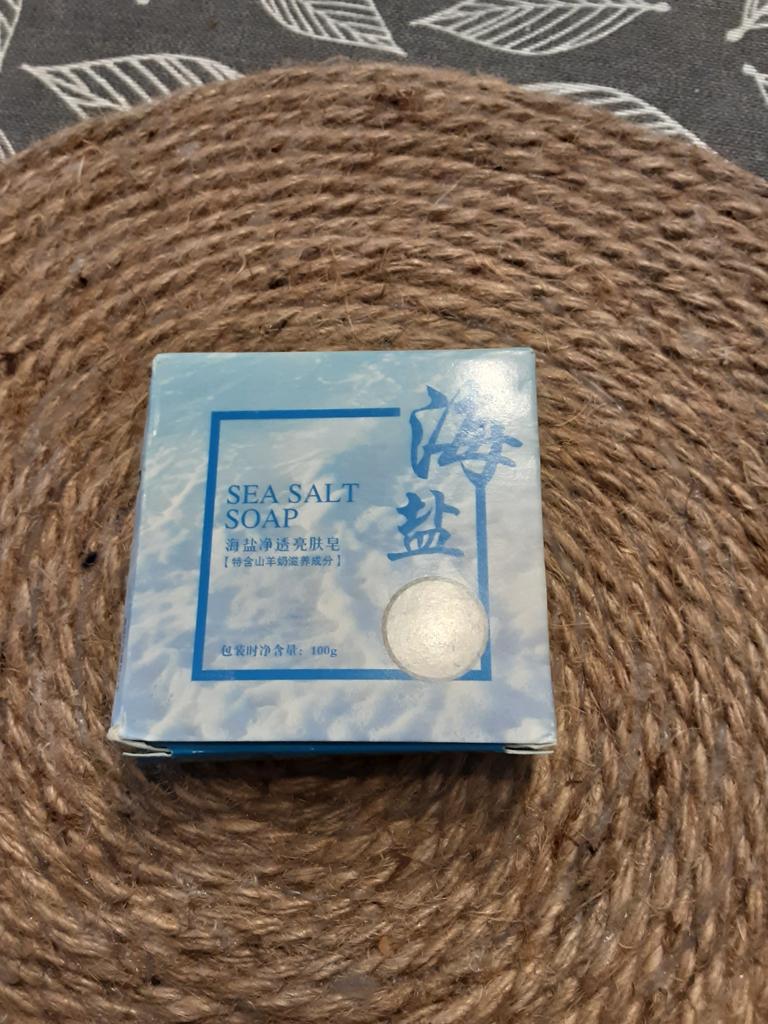 海盐
SEA SALT
SOAP
海盐净透亮肤皂
【特含山羊奶滋养成分】
包装时净含量：100g